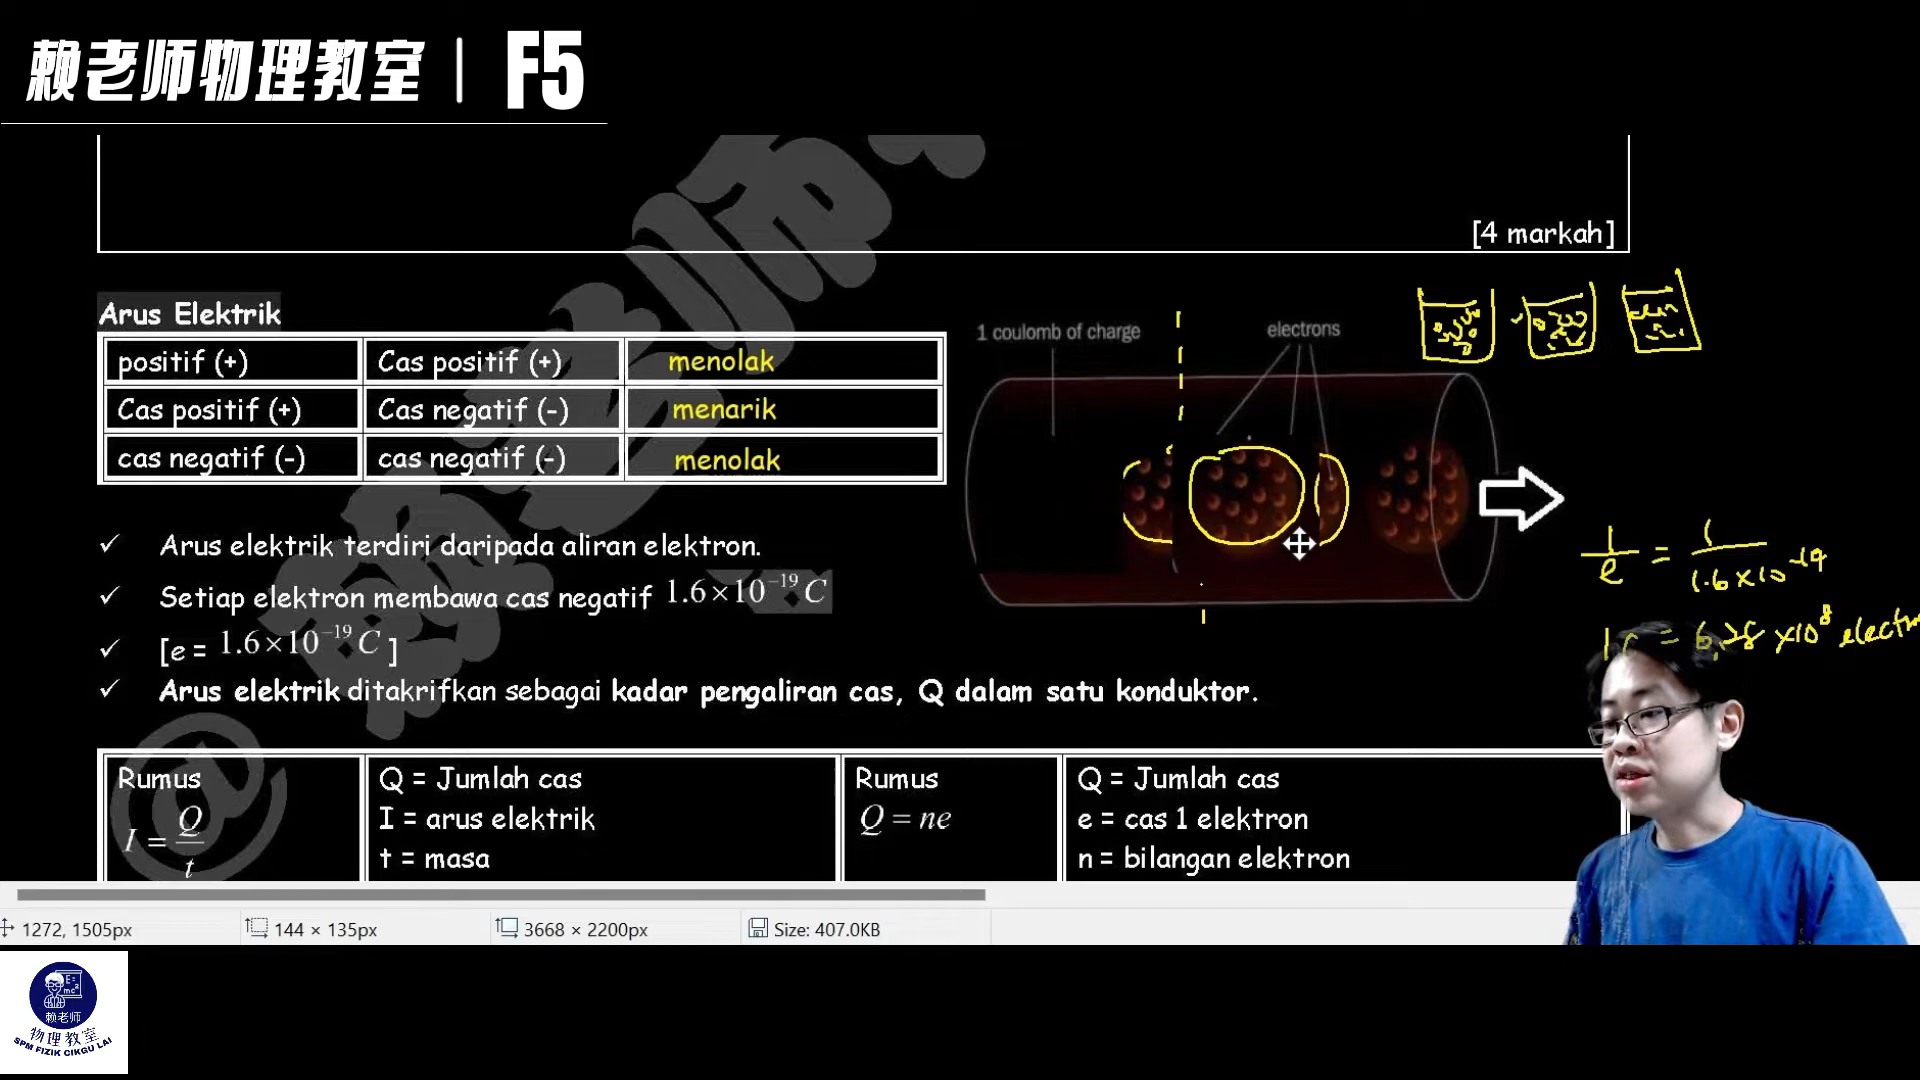 赖老师物理教室 | F5
[4 markah]
Arus Elektrik
positif (+) Cas positif (+) menolak
Cas positif (+) Cas negatif (-) menarik
cas negatif (-) cas negatif (-) menolak
1 coulomb of charge
electrons
✓ Arus elektrik terdiri daripada aliran elektron.
✓ Setiap elektron membawa cas negatif 1.6×10⁻¹⁹ C
✓ [e = 1.6×10⁻¹⁹ C ]
✓ Arus elektrik ditakrifkan sebagai kadar pengaliran cas, Q dalam satu konduktor.
1/e = 1/1.6×10⁻¹⁹
= 6.28 ×10⁸ electr
Rumus
I = Q/t
Q = Jumlah cas
I = arus elektrik
t = masa
Rumus
Q = ne
Q = Jumlah cas
e = cas 1 elektron
n = bilangan elektron
1272, 1505px 144 × 135px 3668 × 2200px Size: 407.0KB
赖老师
物理教室
SPM FIZIK CIKGU LAI